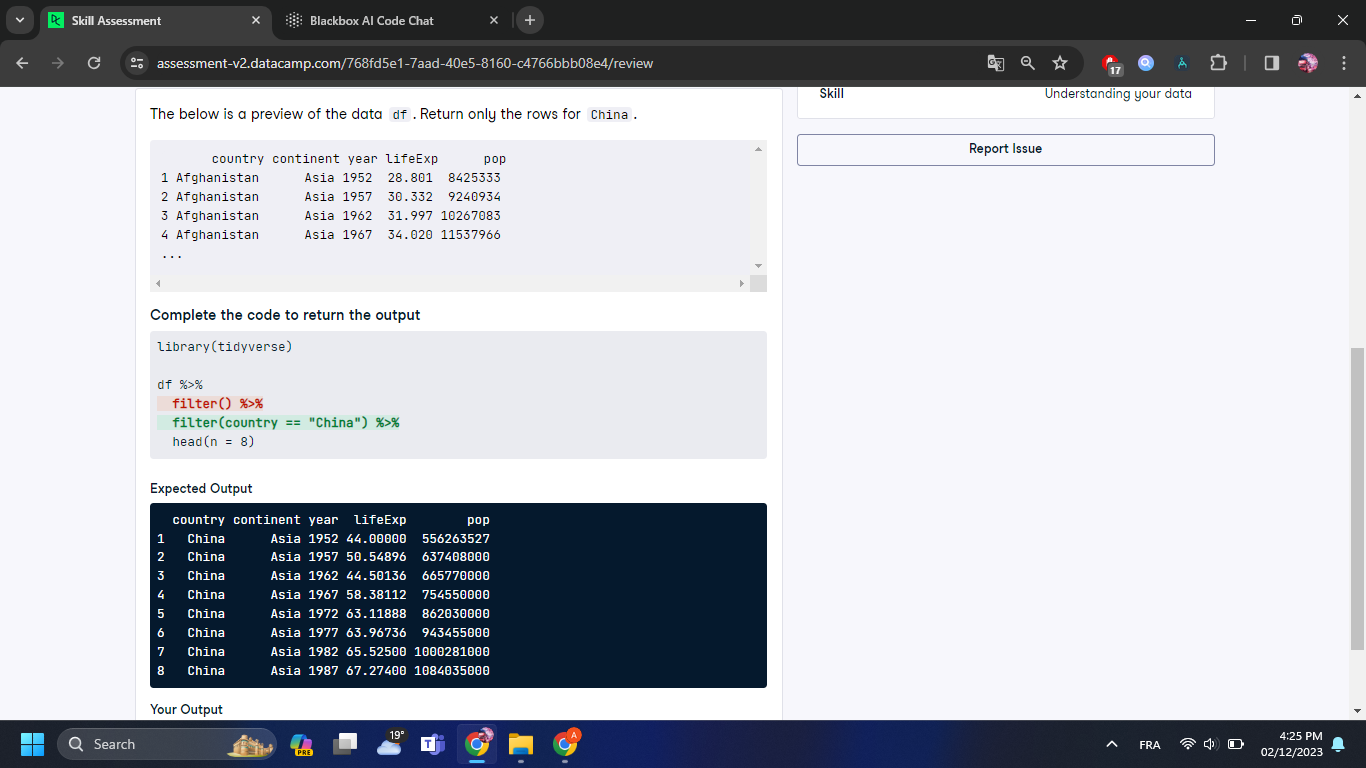 Skill Assessment
Blackbox AI Code Chat
assessment-v2.datacamp.com/768fd5e1-7aad-40e5-8160-c4766bbb08e4/review
17
The below is a preview of the data df. Return only the rows for China.
country continent year lifeExp pop
1 Afghanistan Asia 1952 28.801 8425333
2 Afghanistan Asia 1957 30.332 9240934
3 Afghanistan Asia 1962 31.997 10267083
4 Afghanistan Asia 1967 34.020 11537966
...
Complete the code to return the output
library(tidyverse)
df %>%
filter() %>%
filter(country == "China") %>%
head(n = 8)
Expected Output
country continent year lifeExp pop
1 China Asia 1952 44.00000 556263527
2 China Asia 1957 50.54896 637408000
3 China Asia 1962 44.50136 665770000
4 China Asia 1967 58.38112 754550000
5 China Asia 1972 63.11888 862030000
6 China Asia 1977 63.96736 943455000
7 China Asia 1982 65.52500 1000281000
8 China Asia 1987 67.27400 1084035000
Your Output
Skill Understanding your data
Report Issue
Search
PRE
19°
A
FRA
4:25 PM
02/12/2023